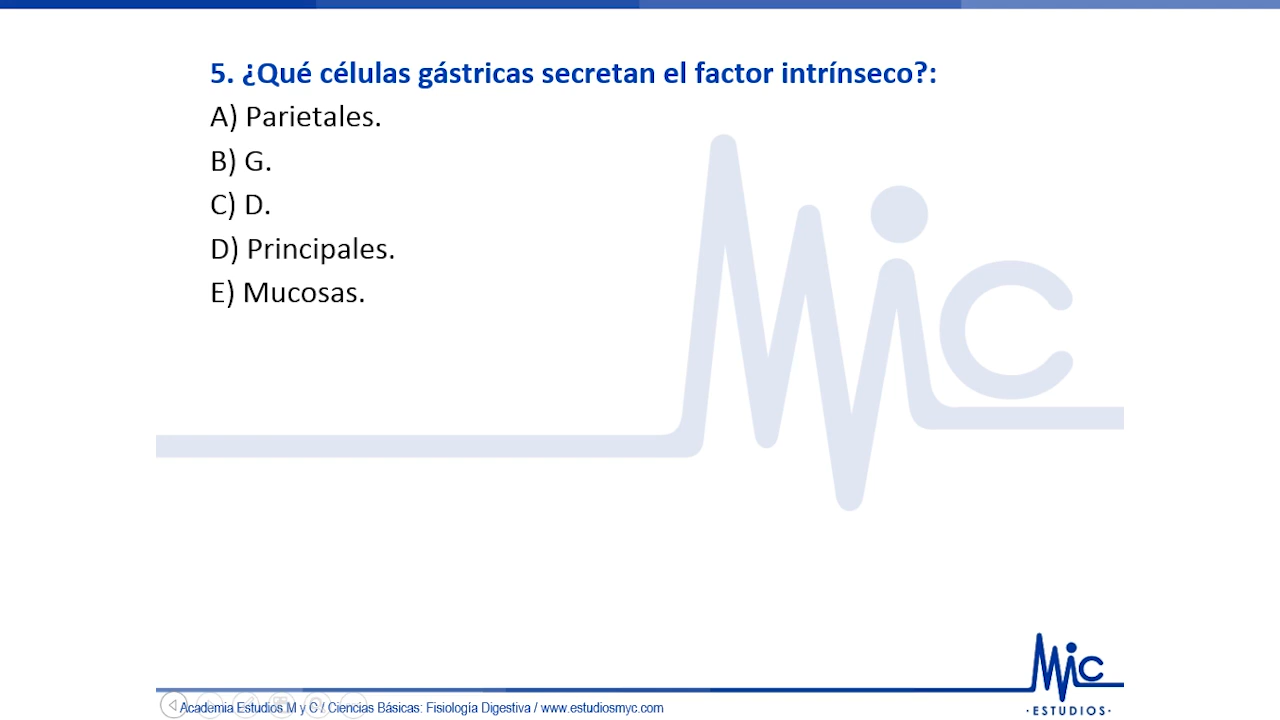 5. ¿Qué células gástricas secretan el factor intrínseco?:
A) Parietales.
B) G.
C) D.
D) Principales.
E) Mucosas.
Mic
Mic
·ESTUDIOS·
Academia Estudios M y C / Ciencias Básicas: Fisiología Digestiva / www.estudiosmyc.com